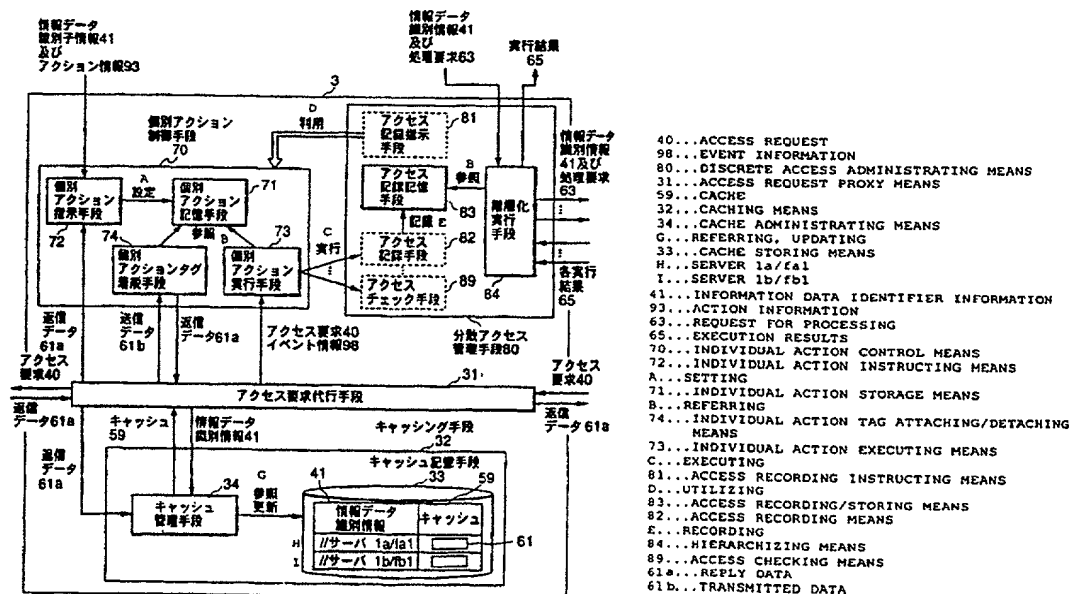 情報データ
識別子情報41
及び
アクション情報93
情報データ
識別情報41
及び
処理要求63
実行結果
65
3
個別アクション
制御手段
70
D
利用
アクセス
記録指示
手段
81
個別
アクション
指示手段
72
A
設定
個別
アクション
記憶手段
71
アクセス
記録記憶
手段
83
B
参照
階層化
実行
手段
84
情報データ
識別情報
41及び
処理要求
63
74
参照
B
73
記録 E
個別
アクションタグ
着脱手段
個別
アクション
実行手段
C
実行
アクセス
記録手段
82
アクセス
チェック手段
89
各実行
結果
65
返信
データ
61a
返信
データ
61b
返信
データ61a
アクセス要求40
イベント情報98
分散アクセス
管理手段80
アクセス
要求40
31
アクセス
要求40
アクセス要求代行手段
返信
データ61a
返信
データ61a
キャッシュ
59
情報データ
識別情報41
キャッシング手段
32
返信
データ
61a
キャッシュ記憶手段
33
34
キャッシュ
管理手段
G
参照
更新
41
59
情報データ
識別情報
キャッシュ
H
//サーバ 1a/fa1
61
I
//サーバ 1b/fb1
40...ACCESS REQUEST
98...EVENT INFORMATION
80...DISCRETE ACCESS ADMINISTRATING MEANS
31...ACCESS REQUEST PROXY MEANS
59...CACHE
32...CACHING MEANS
34...CACHE ADMINISTRATING MEANS
G...REFERRING, UPDATING
33...CACHE STORING MEANS
H...SERVER 1a/fa1
I...SERVER 1b/fb1
41...INFORMATION DATA IDENTIFIER INFORMATION
93...ACTION INFORMATION
63...REQUEST FOR PROCESSING
65...EXECUTION RESULTS
70...INDIVIDUAL ACTION CONTROL MEANS
72...INDIVIDUAL ACTION INSTRUCTING MEANS
A...SETTING
71...INDIVIDUAL ACTION STORAGE MEANS
B...REFERRING
74...INDIVIDUAL ACTION TAG ATTACHING/DETACHING
MEANS
73...INDIVIDUAL ACTION EXECUTING MEANS
C...EXECUTING
81...ACCESS RECORDING INSTRUCTING MEANS
D...UTILIZING
83...ACCESS RECORDING/STORING MEANS
82...ACCESS RECORDING MEANS
E...RECORDING
84...HIERARCHIZING MEANS
89...ACCESS CHECKING MEANS
61a...REPLY DATA
61b...TRANSMITTED DATA